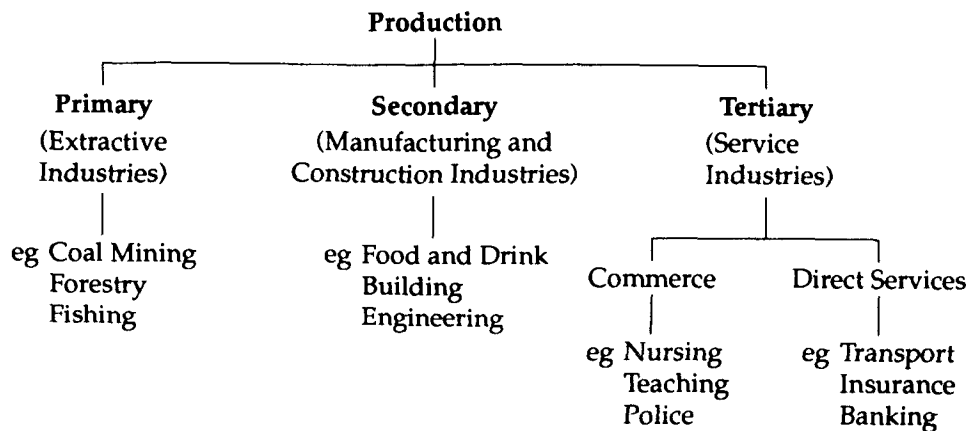 Production
Primary
(Extractive
Industries)
eg Coal Mining
Forestry
Fishing
Secondary
(Manufacturing and
Construction Industries)
eg Food and Drink
Building
Engineering
Tertiary
(Service
Industries)
Commerce
eg Nursing
Teaching
Police
Direct Services
eg Transport
Insurance
Banking